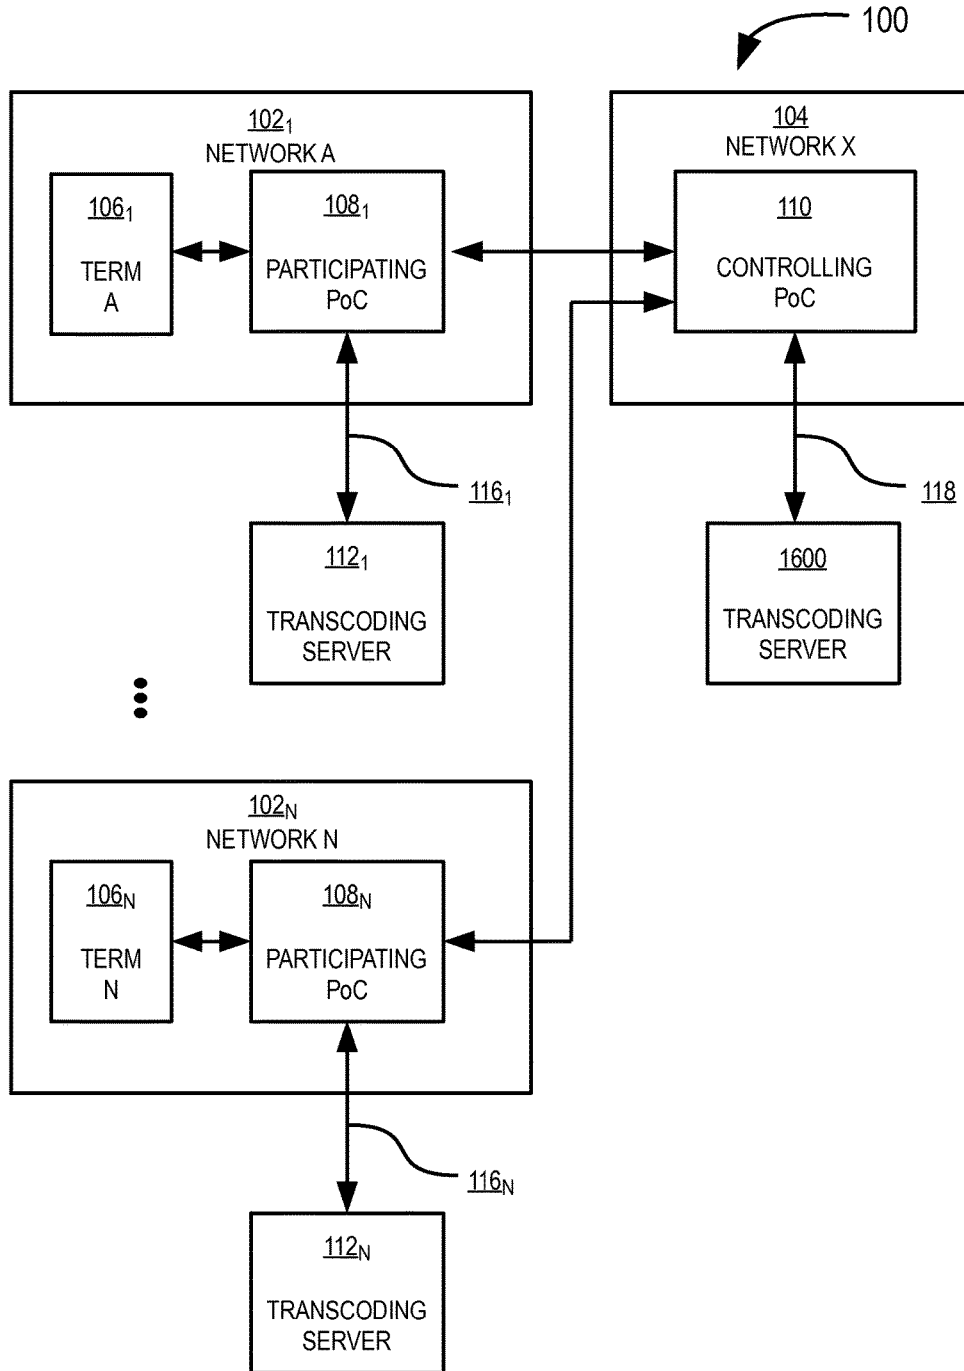 100
102₁
NETWORK A
106₁
TERM
A
108₁
PARTICIPATING
PoC
104
NETWORK X
110
CONTROLLING
PoC
116₁
118
112₁
TRANSCODING
SERVER
1600
TRANSCODING
SERVER
102N
NETWORK N
106N
TERM
N
108N
PARTICIPATING
PoC
116N
112N
TRANSCODING
SERVER